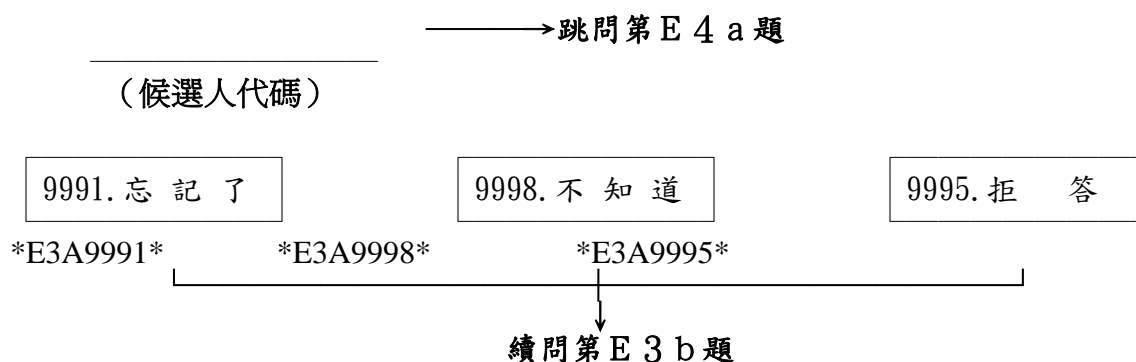 跳問第Ｅ４ａ題
（候選人代碼）
9991.忘 記 了 9998.不 知 道 9995.拒 答
*E3A9991* *E3A9998* *E3A9995*
續問第Ｅ３ｂ題